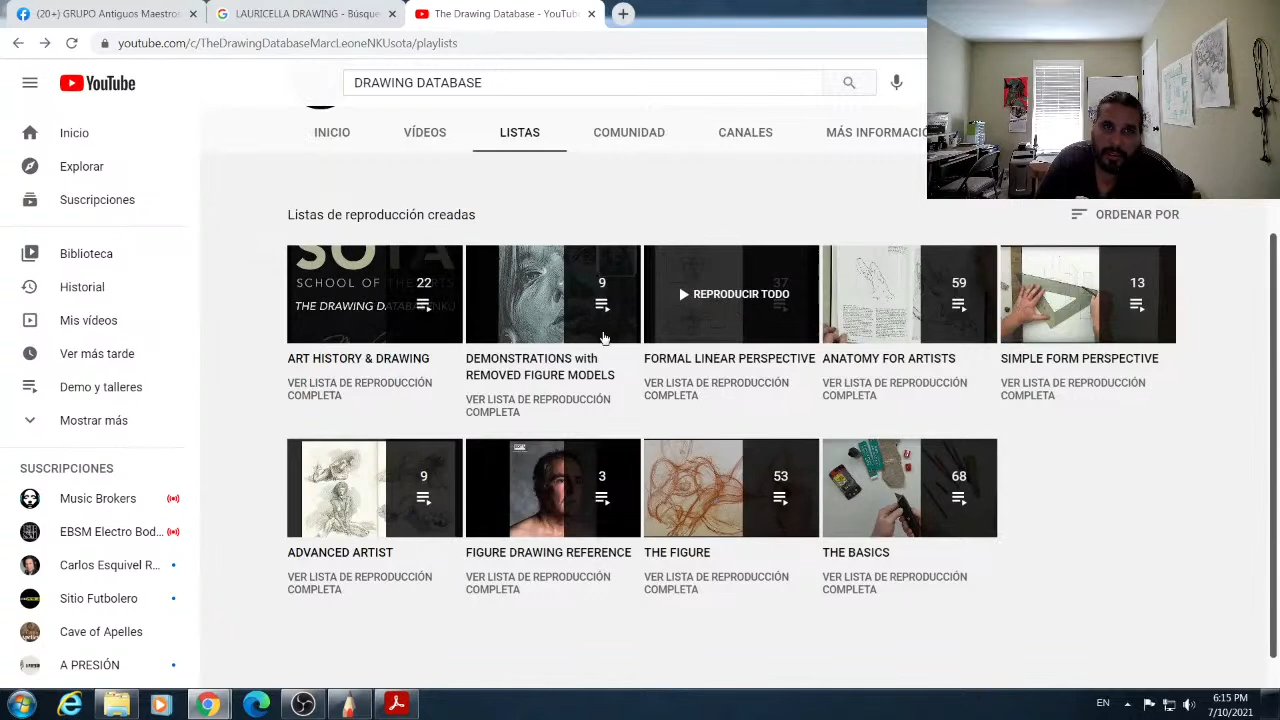 (20+) GRUPO Antiguos maestros
LAURICELLA DRAWING - Búsque
The Drawing Database - YouTube
youtube.com/c/TheDrawingDatabaseMarcLeoneNKUsota/playlists
YouTube
DRAWING DATABASE
INICIO VÍDEOS LISTAS COMUNIDAD CANALES MÁS INFORMACIÓ
Inicio
Explorar
Suscripciones
Biblioteca
Historial
Mis vídeos
Ver más tarde
Demo y talleres
Mostrar más
SUSCRIPCIONES
Music Brokers
EBSM Electro Bod...
Carlos Esquivel R...
Sitio Futbolero
Cave of Apelles
A PRESIÓN
Listas de reproducción creadas
ORDENAR POR
SOTA
SCHOOL OF THE ARTS
THE DRAWING DATABASE NKU
22
9
37
REPRODUCIR TODO
59
13
ART HISTORY & DRAWING
VER LISTA DE REPRODUCCIÓN
COMPLETA
DEMONSTRATIONS with
REMOVED FIGURE MODELS
VER LISTA DE REPRODUCCIÓN
COMPLETA
FORMAL LINEAR PERSPECTIVE
VER LISTA DE REPRODUCCIÓN
COMPLETA
ANATOMY FOR ARTISTS
VER LISTA DE REPRODUCCIÓN
COMPLETA
SIMPLE FORM PERSPECTIVE
VER LISTA DE REPRODUCCIÓN
COMPLETA
9
3
53
68
ADVANCED ARTIST
VER LISTA DE REPRODUCCIÓN
COMPLETA
FIGURE DRAWING REFERENCE
VER LISTA DE REPRODUCCIÓN
COMPLETA
THE FIGURE
VER LISTA DE REPRODUCCIÓN
COMPLETA
THE BASICS
VER LISTA DE REPRODUCCIÓN
COMPLETA
EN
6:15 PM
7/10/2021